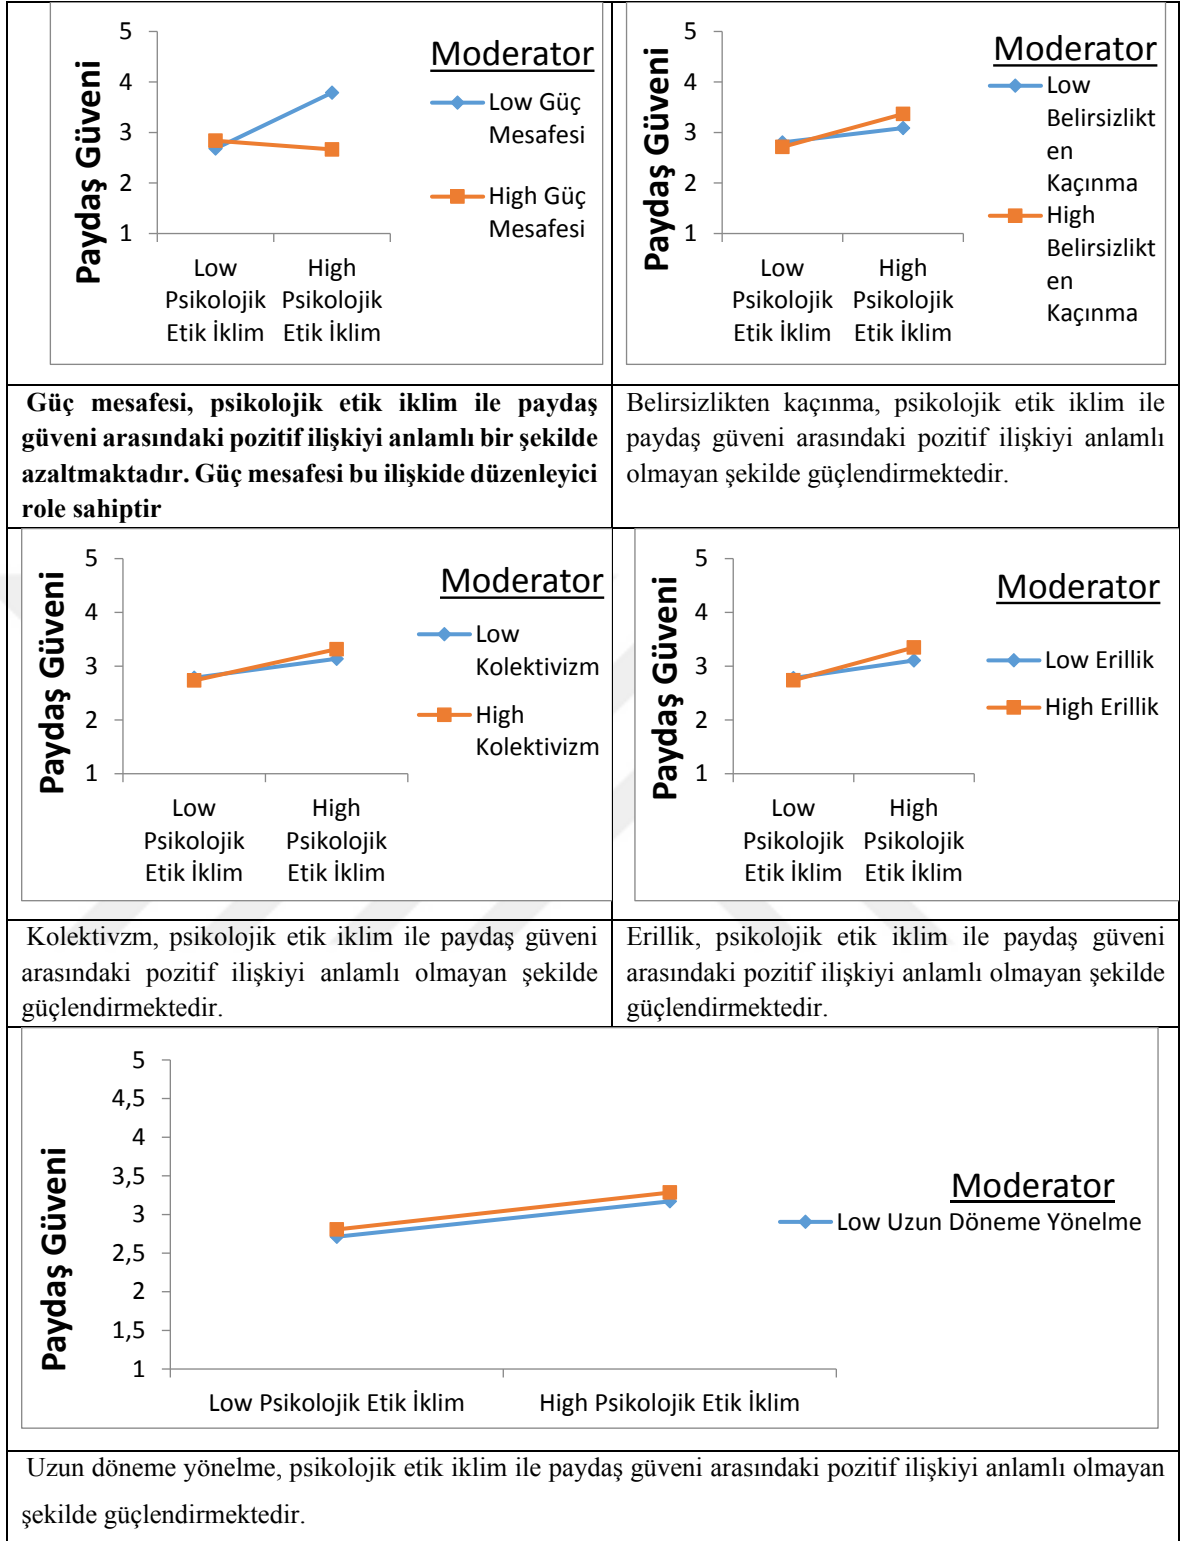 5
4
3
2
1
Paydaş Güveni
Low
Psikolojik
Etik İklim
High
Psikolojik
Etik İklim
Moderator
Low Güç
Mesafesi
High Güç
Mesafesi
5
4
3
2
1
Paydaş Güveni
Low
Psikolojik
Etik İklim
High
Psikolojik
Etik İklim
Moderator
Low
Belirsizlikt
en
Kaçınma
High
Belirsizlikt
en
Kaçınma
Güç mesafesi, psikolojik etik iklim ile paydaş
güveni arasındaki pozitif ilişkiyi anlamlı bir şekilde
azaltmaktadır. Güç mesafesi bu ilişkide düzenleyici
role sahiptir
Belirsizlikten kaçınma, psikolojik etik iklim ile
paydaş güveni arasındaki pozitif ilişkiyi anlamlı
olmayan şekilde güçlendirmektedir.
5
4
3
2
1
Paydaş Güveni
Low
Psikolojik
Etik İklim
High
Psikolojik
Etik İklim
Moderator
Low
Kolektivizm
High
Kolektivizm
5
4
3
2
1
Paydaş Güveni
Low
Psikolojik
Etik İklim
High
Psikolojik
Etik İklim
Moderator
Low Erillik
High Erillik
Kolektivzm, psikolojik etik iklim ile paydaş güveni
arasındaki pozitif ilişkiyi anlamlı olmayan şekilde
güçlendirmektedir.
Erillik, psikolojik etik iklim ile paydaş güveni
arasındaki pozitif ilişkiyi anlamlı olmayan şekilde
güçlendirmektedir.
5
4,5
4
3,5
3
2,5
2
1,5
1
Paydaş Güveni
Low Psikolojik Etik İklim
High Psikolojik Etik İklim
Moderator
Low Uzun Döneme Yönelme
Uzun döneme yönelme, psikolojik etik iklim ile paydaş güveni arasındaki pozitif ilişkiyi anlamlı olmayan
şekilde güçlendirmektedir.